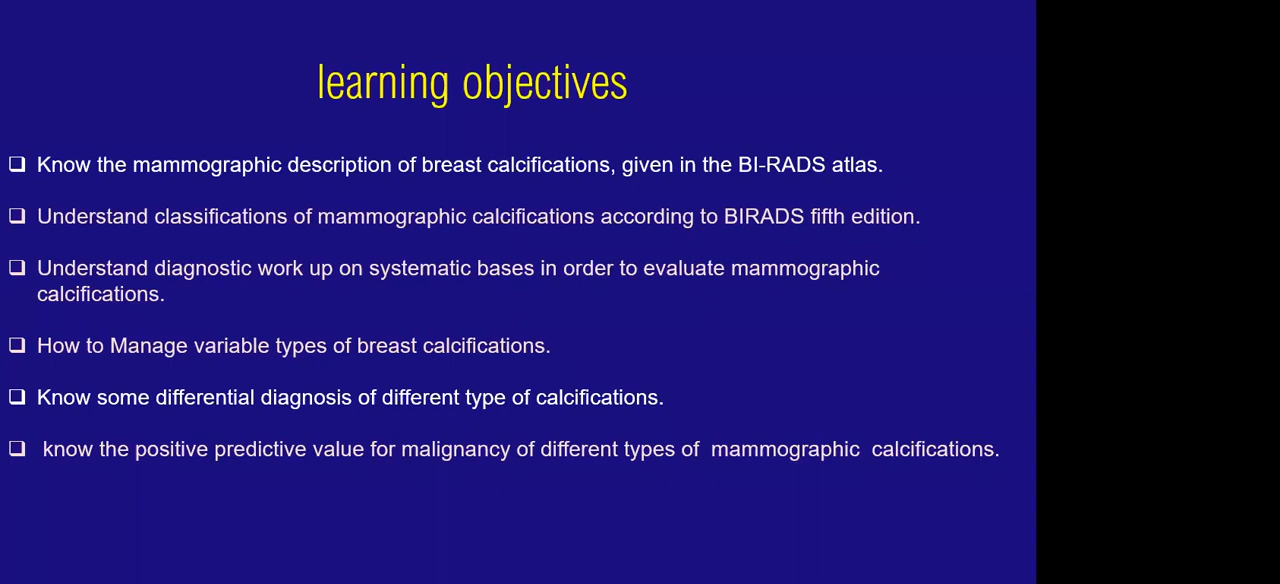 learning objectives
❑ Know the mammographic description of breast calcifications, given in the BI-RADS atlas.
❑ Understand classifications of mammographic calcifications according to BIRADS fifth edition.
❑ Understand diagnostic work up on systematic bases in order to evaluate mammographic
calcifications.
❑ How to Manage variable types of breast calcifications.
❑ Know some differential diagnosis of different type of calcifications.
❑ know the positive predictive value for malignancy of different types of mammographic calcifications.